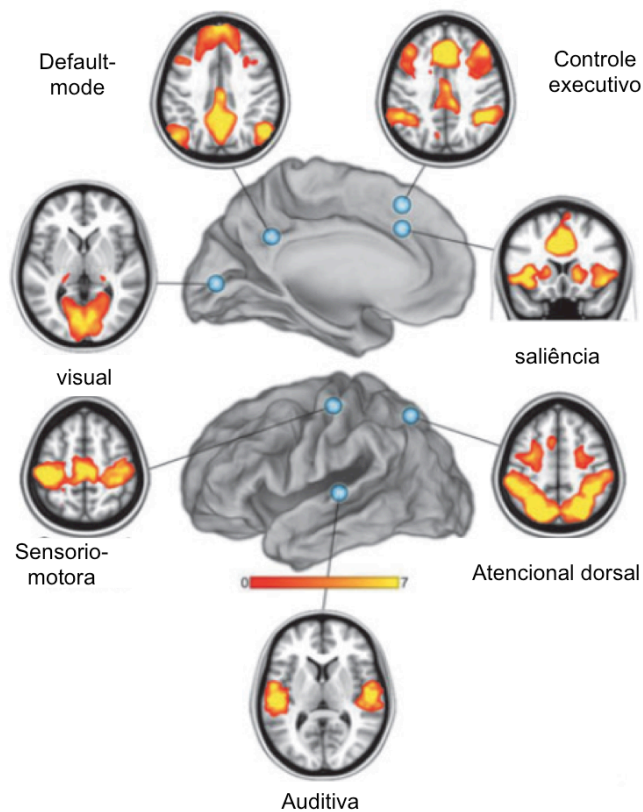 Default-
mode
Controle
executivo
visual
saliência
Sensorio-
motora
Atencional dorsal
0 7
Auditiva